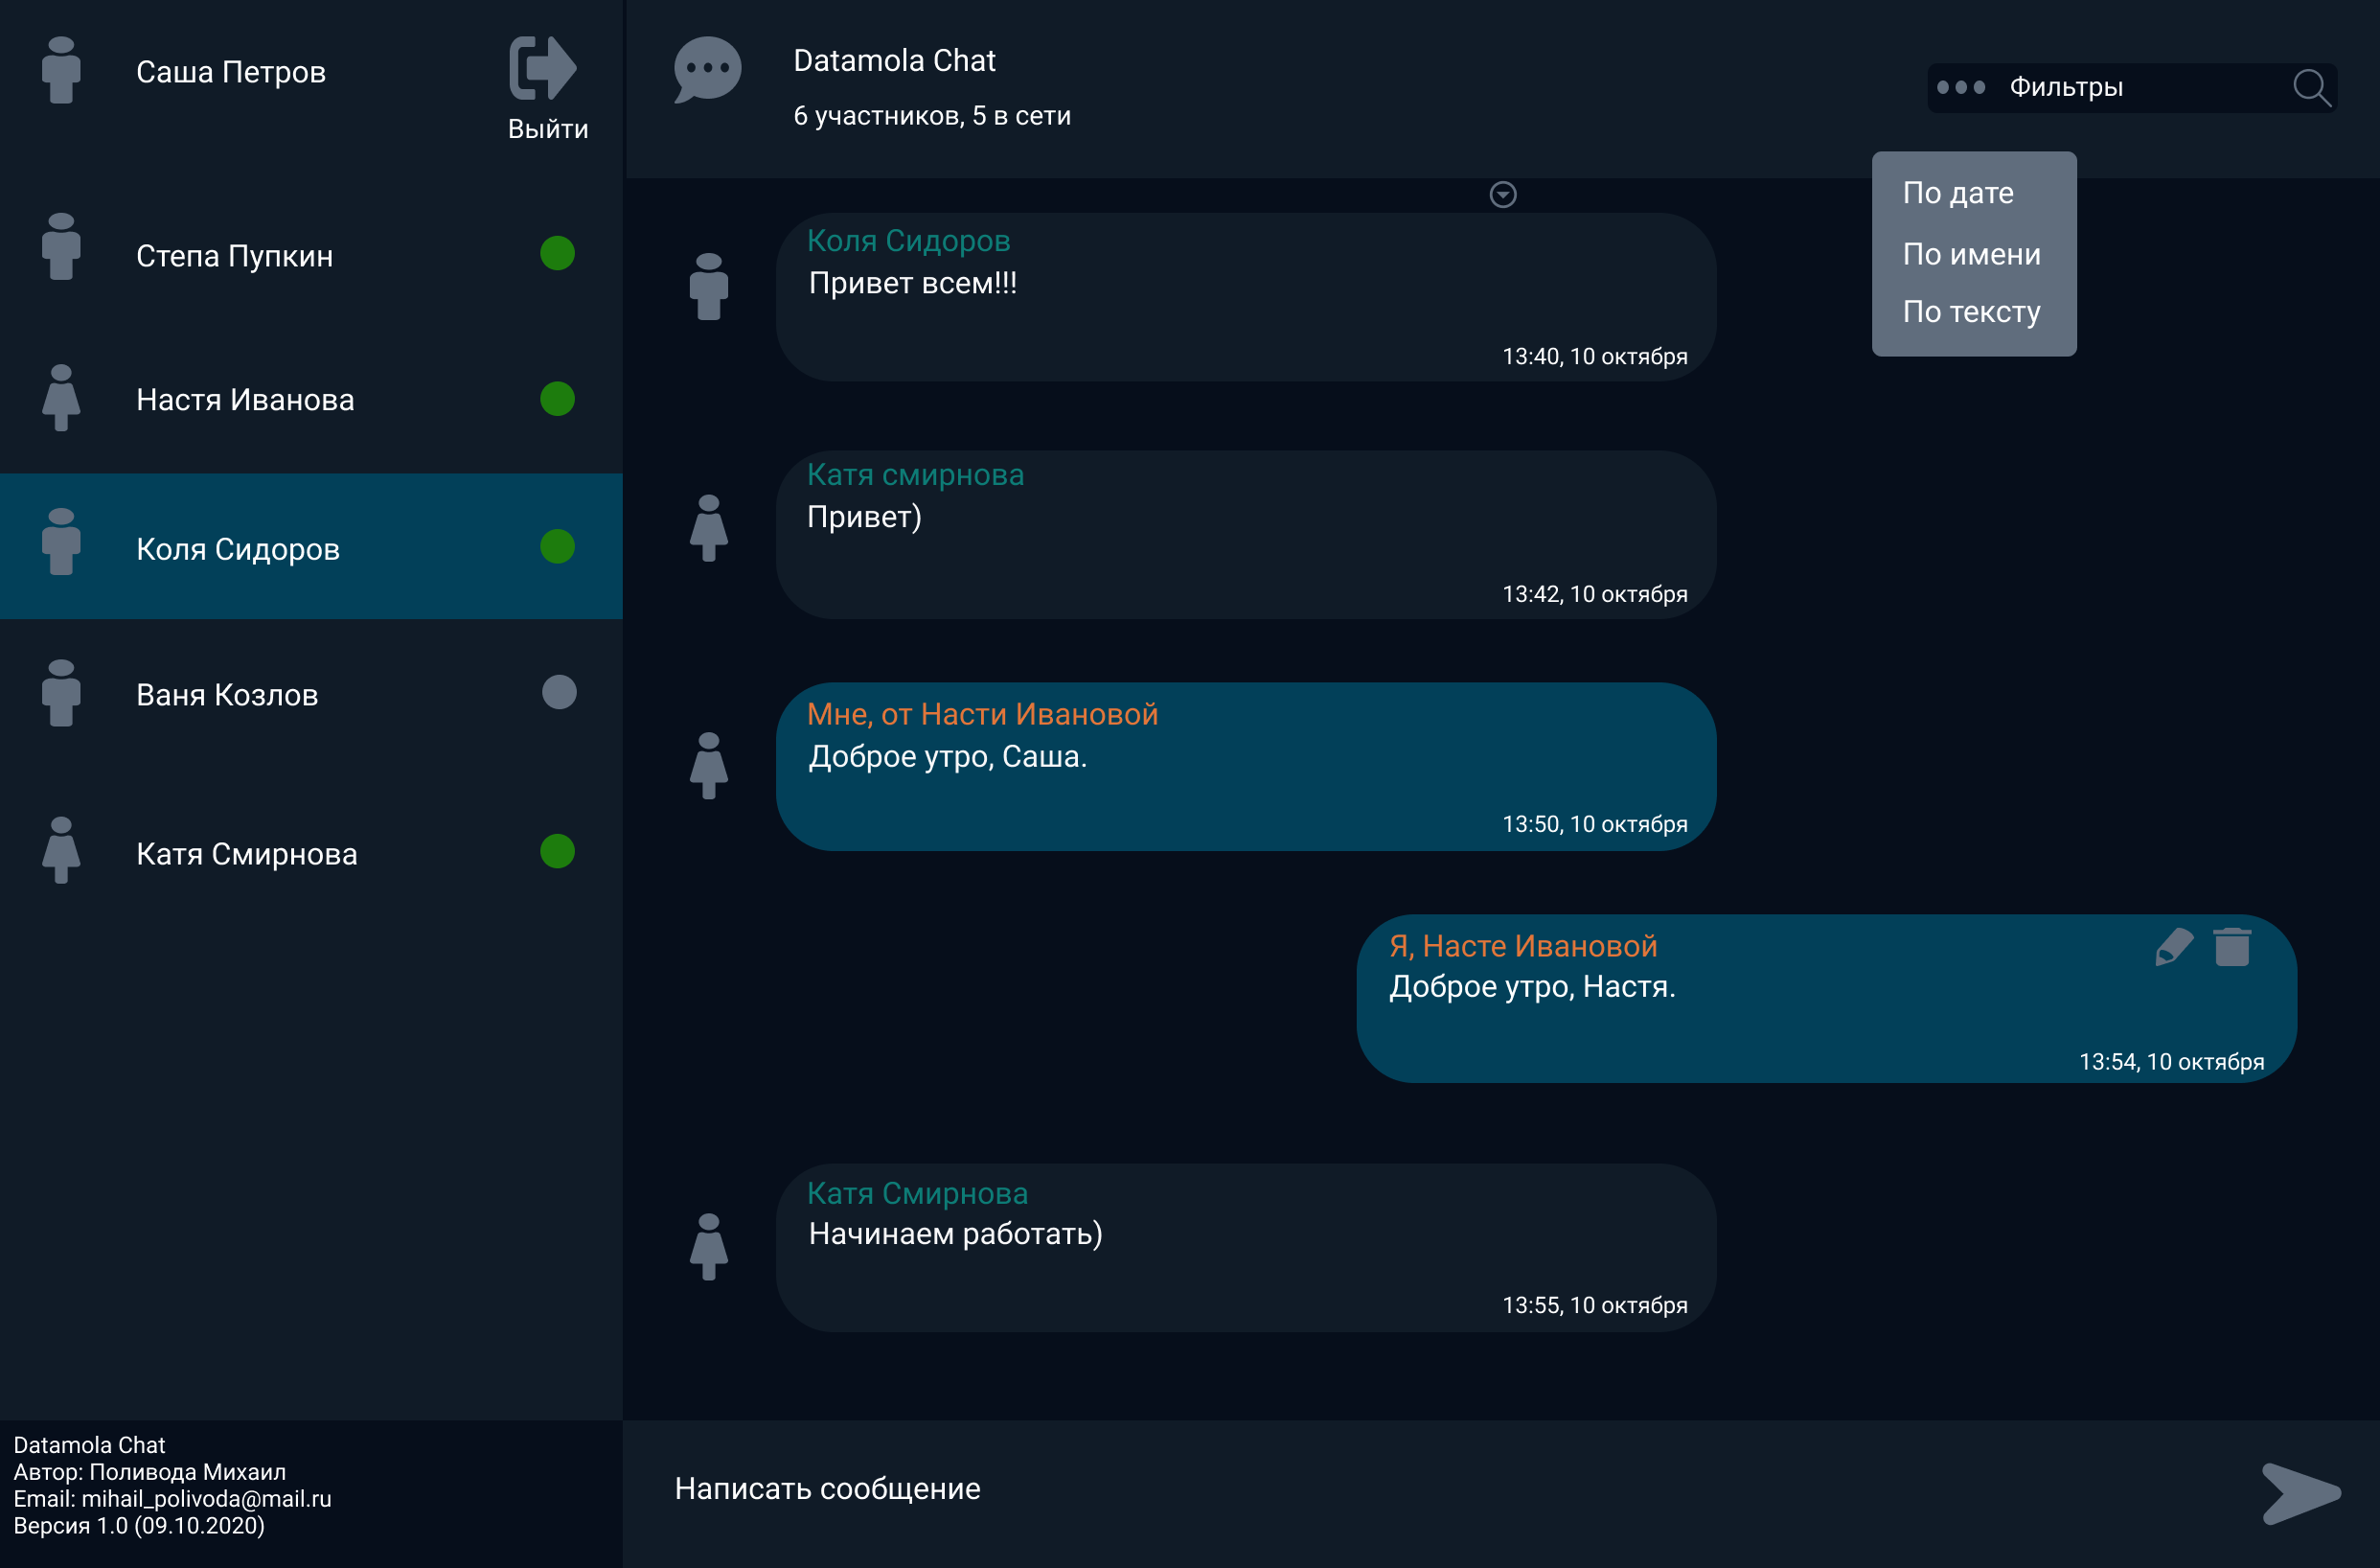 Саша Петров
Выйти
Степа Пупкин
Настя Иванова
Коля Сидоров
Ваня Козлов
Катя Смирнова
Datamola Chat
Автор: Поливода Михаил
Email: mihail_polivoda@mail.ru
Версия 1.0 (09.10.2020)
Datamola Chat
6 участников, 5 в сети
Фильтры
По дате
По имени
По тексту
Коля Сидоров
Привет всем!!!
13:40, 10 октября
Катя смирнова
Привет)
13:42, 10 октября
Мне, от Насти Ивановой
Доброе утро, Саша.
13:50, 10 октября
Я, Насте Ивановой
Доброе утро, Настя.
13:54, 10 октября
Катя Смирнова
Начинаем работать)
13:55, 10 октября
Написать сообщение